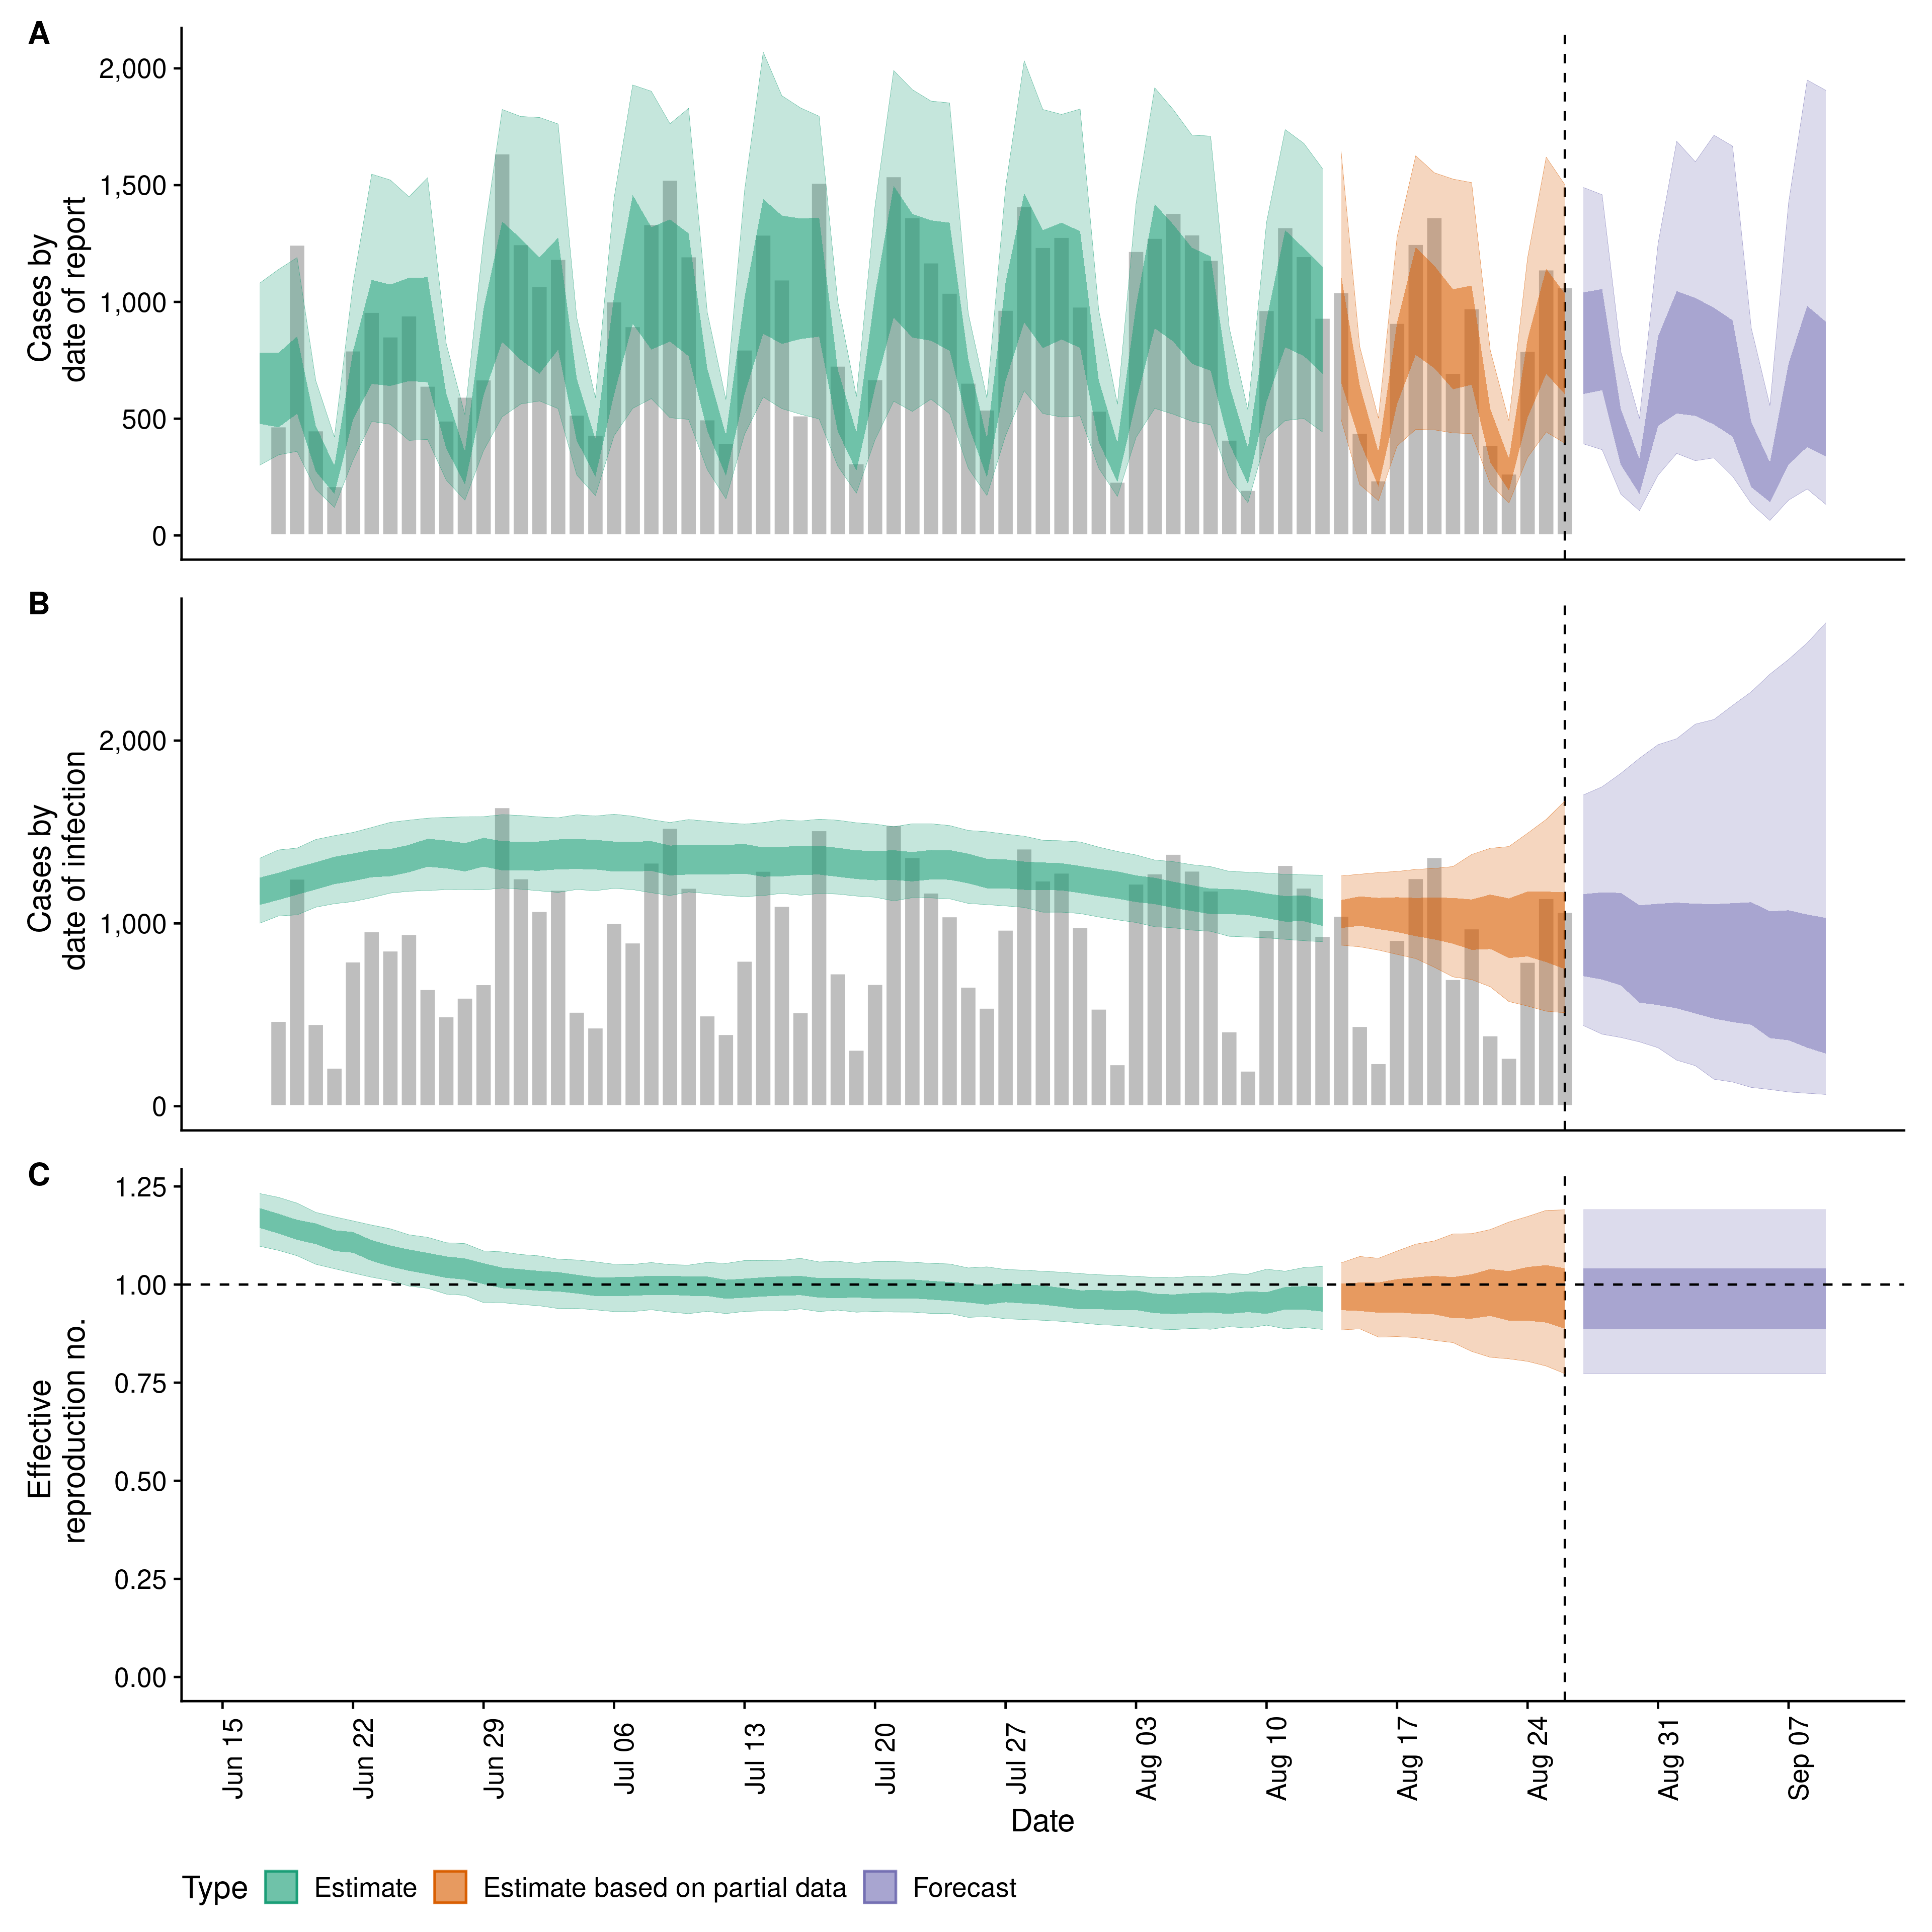 A
2,000
1,500
1,000
500
0
Cases by
date of report
B
2,000
1,000
0
Cases by
date of infection
C
1.25
1.00
0.75
0.50
0.25
0.00
Effective
reproduction no.
Jun 15
Jun 22
Jun 29
Jul 06
Jul 13
Jul 20
Jul 27
Aug 03
Aug 10
Aug 17
Aug 24
Aug 31
Sep 07
Date
Type Estimate Estimate based on partial data Forecast